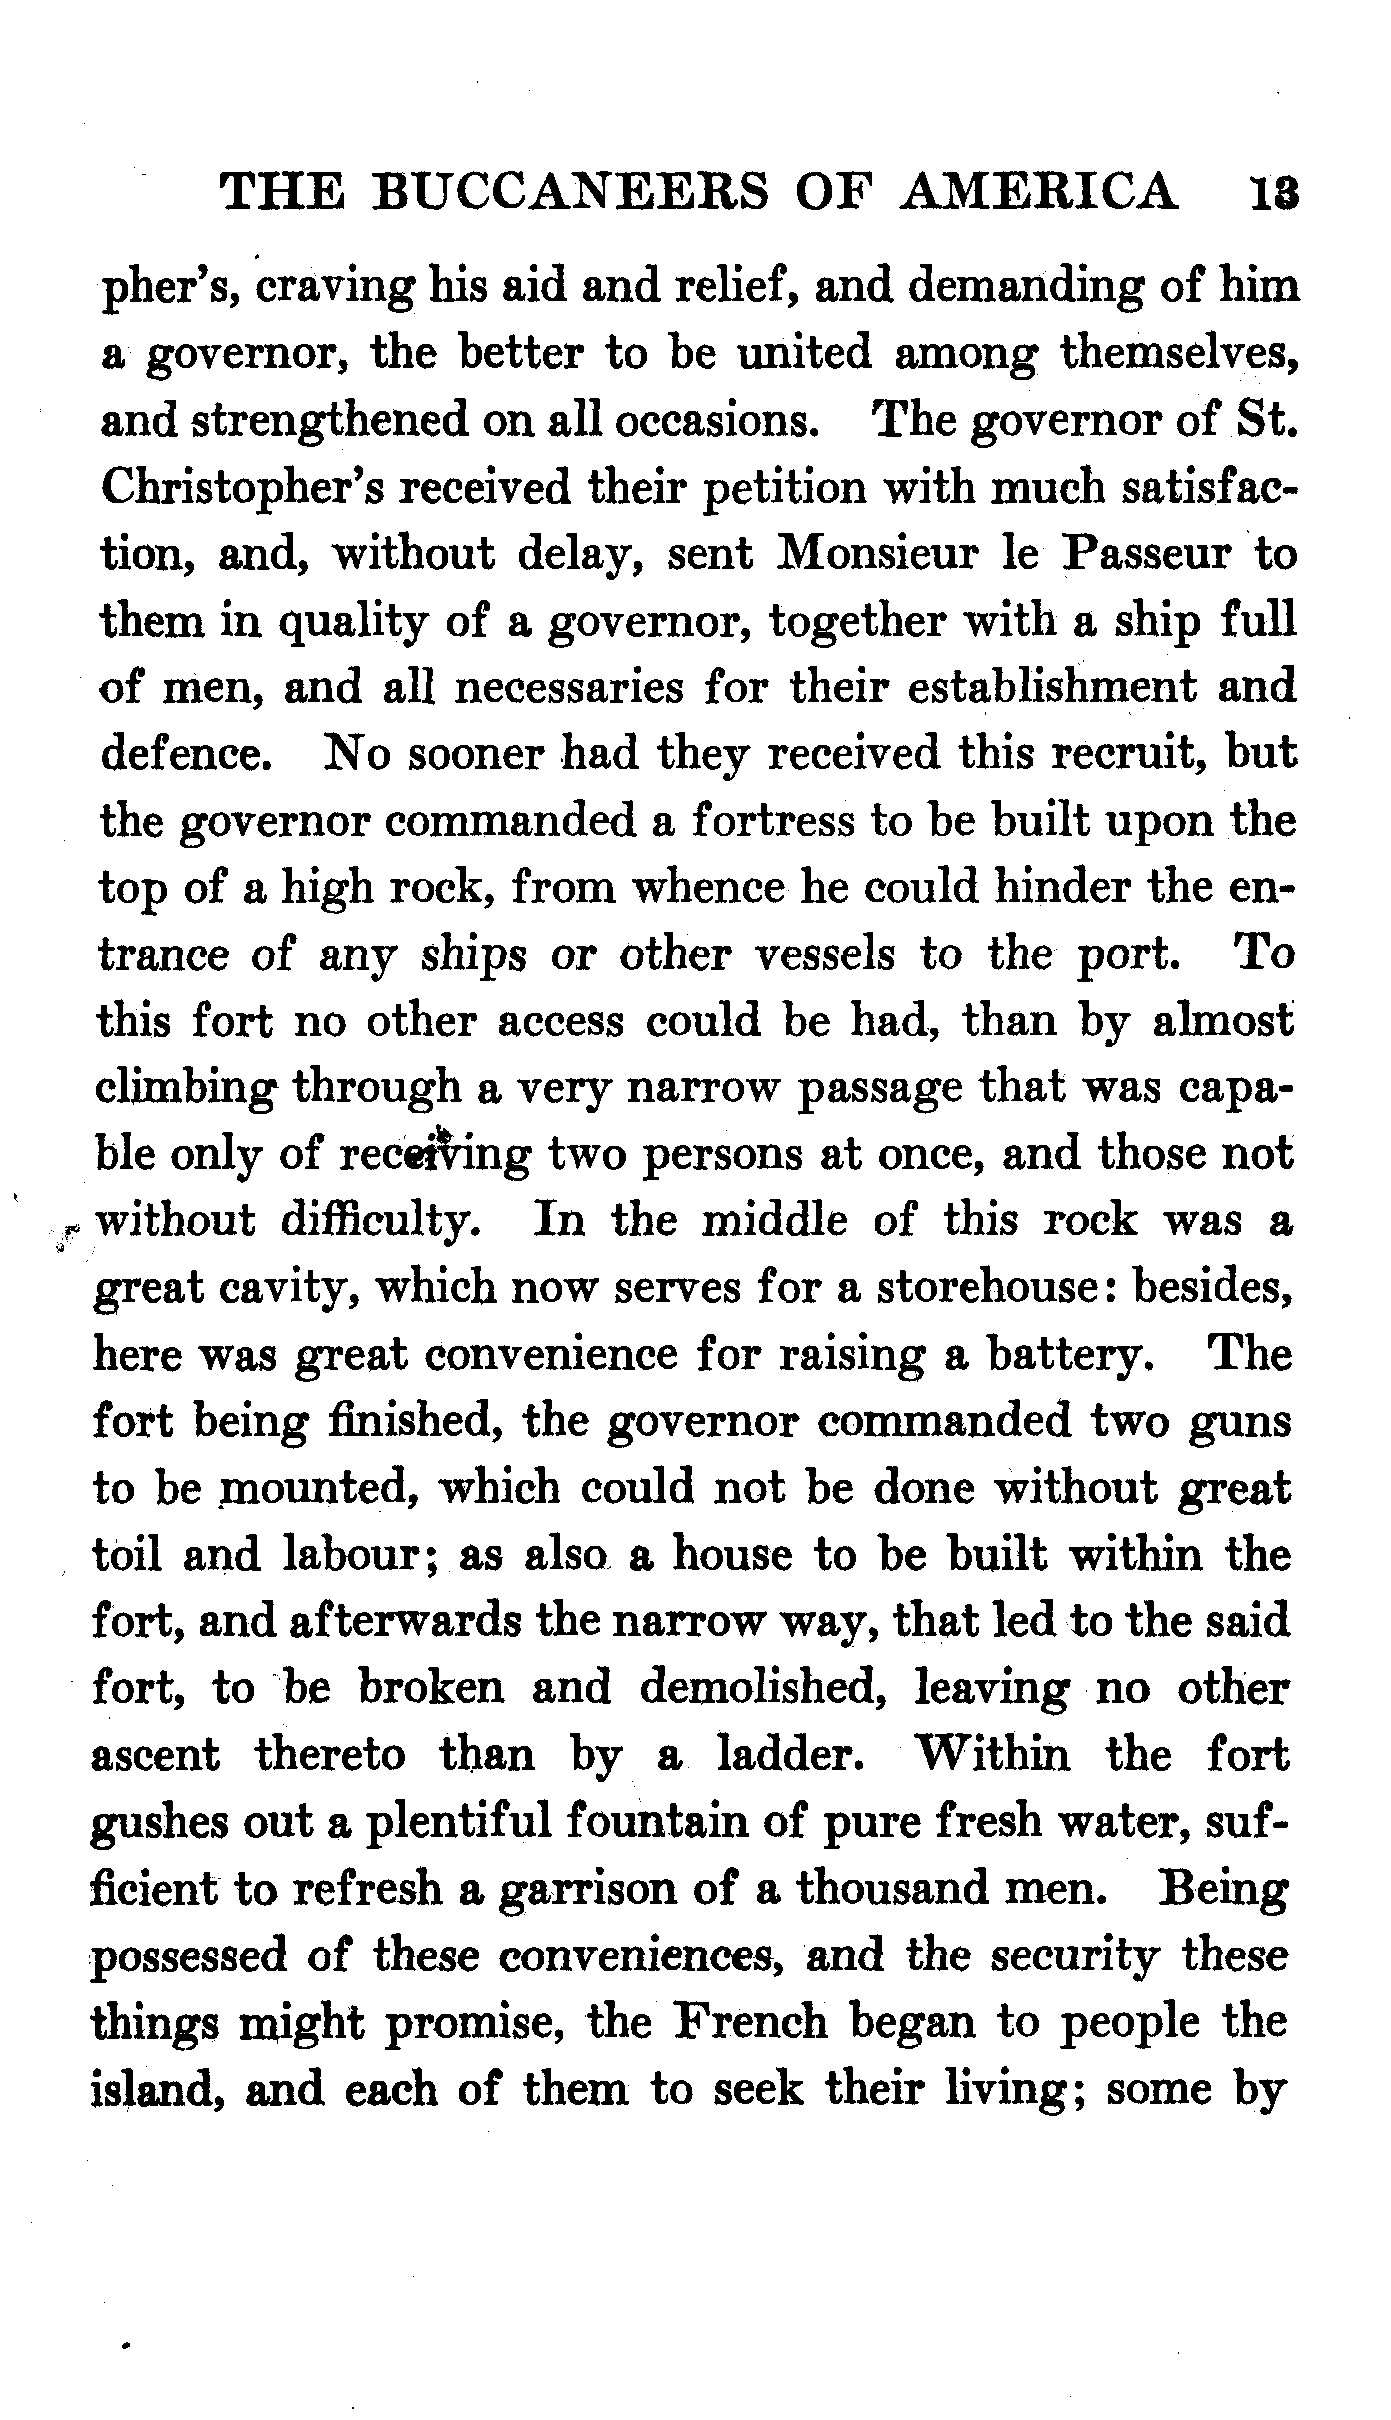 THE BUCCANEERS OF AMERICA 13
pher's, craving his aid and relief, and demanding of him
a governor, the better to be united among themselves,
and strengthened on all occasions. The governor of St.
Christopher's received their petition with much satisfac-
tion, and, without delay, sent Monsieur le Passeur to
them in quality of a governor, together with a ship full
of men, and all necessaries for their establishment and
defence. No sooner had they received this recruit, but
the governor commanded a fortress to be built upon the
top of a high rock, from whence he could hinder the en-
trance of any ships or other vessels to the port. To
this fort no other access could be had, than by almost
climbing through a very narrow passage that was capa-
ble only of receiving two persons at once, and those not
without difficulty. In the middle of this rock was a
great cavity, which now serves for a storehouse: besides,
here was great convenience for raising a battery. The
fort being finished, the governor commanded two guns
to be mounted, which could not be done without great
toil and labour; as also a house to be built within the
fort, and afterwards the narrow way, that led to the said
fort, to be broken and demolished, leaving no other
ascent thereto than by a ladder. Within the fort
gushes out a plentiful fountain of pure fresh water, suf-
ficient to refresh a garrison of a thousand men. Being
possessed of these conveniences, and the security these
things might promise, the French began to people the
island, and each of them to seek their living; some by